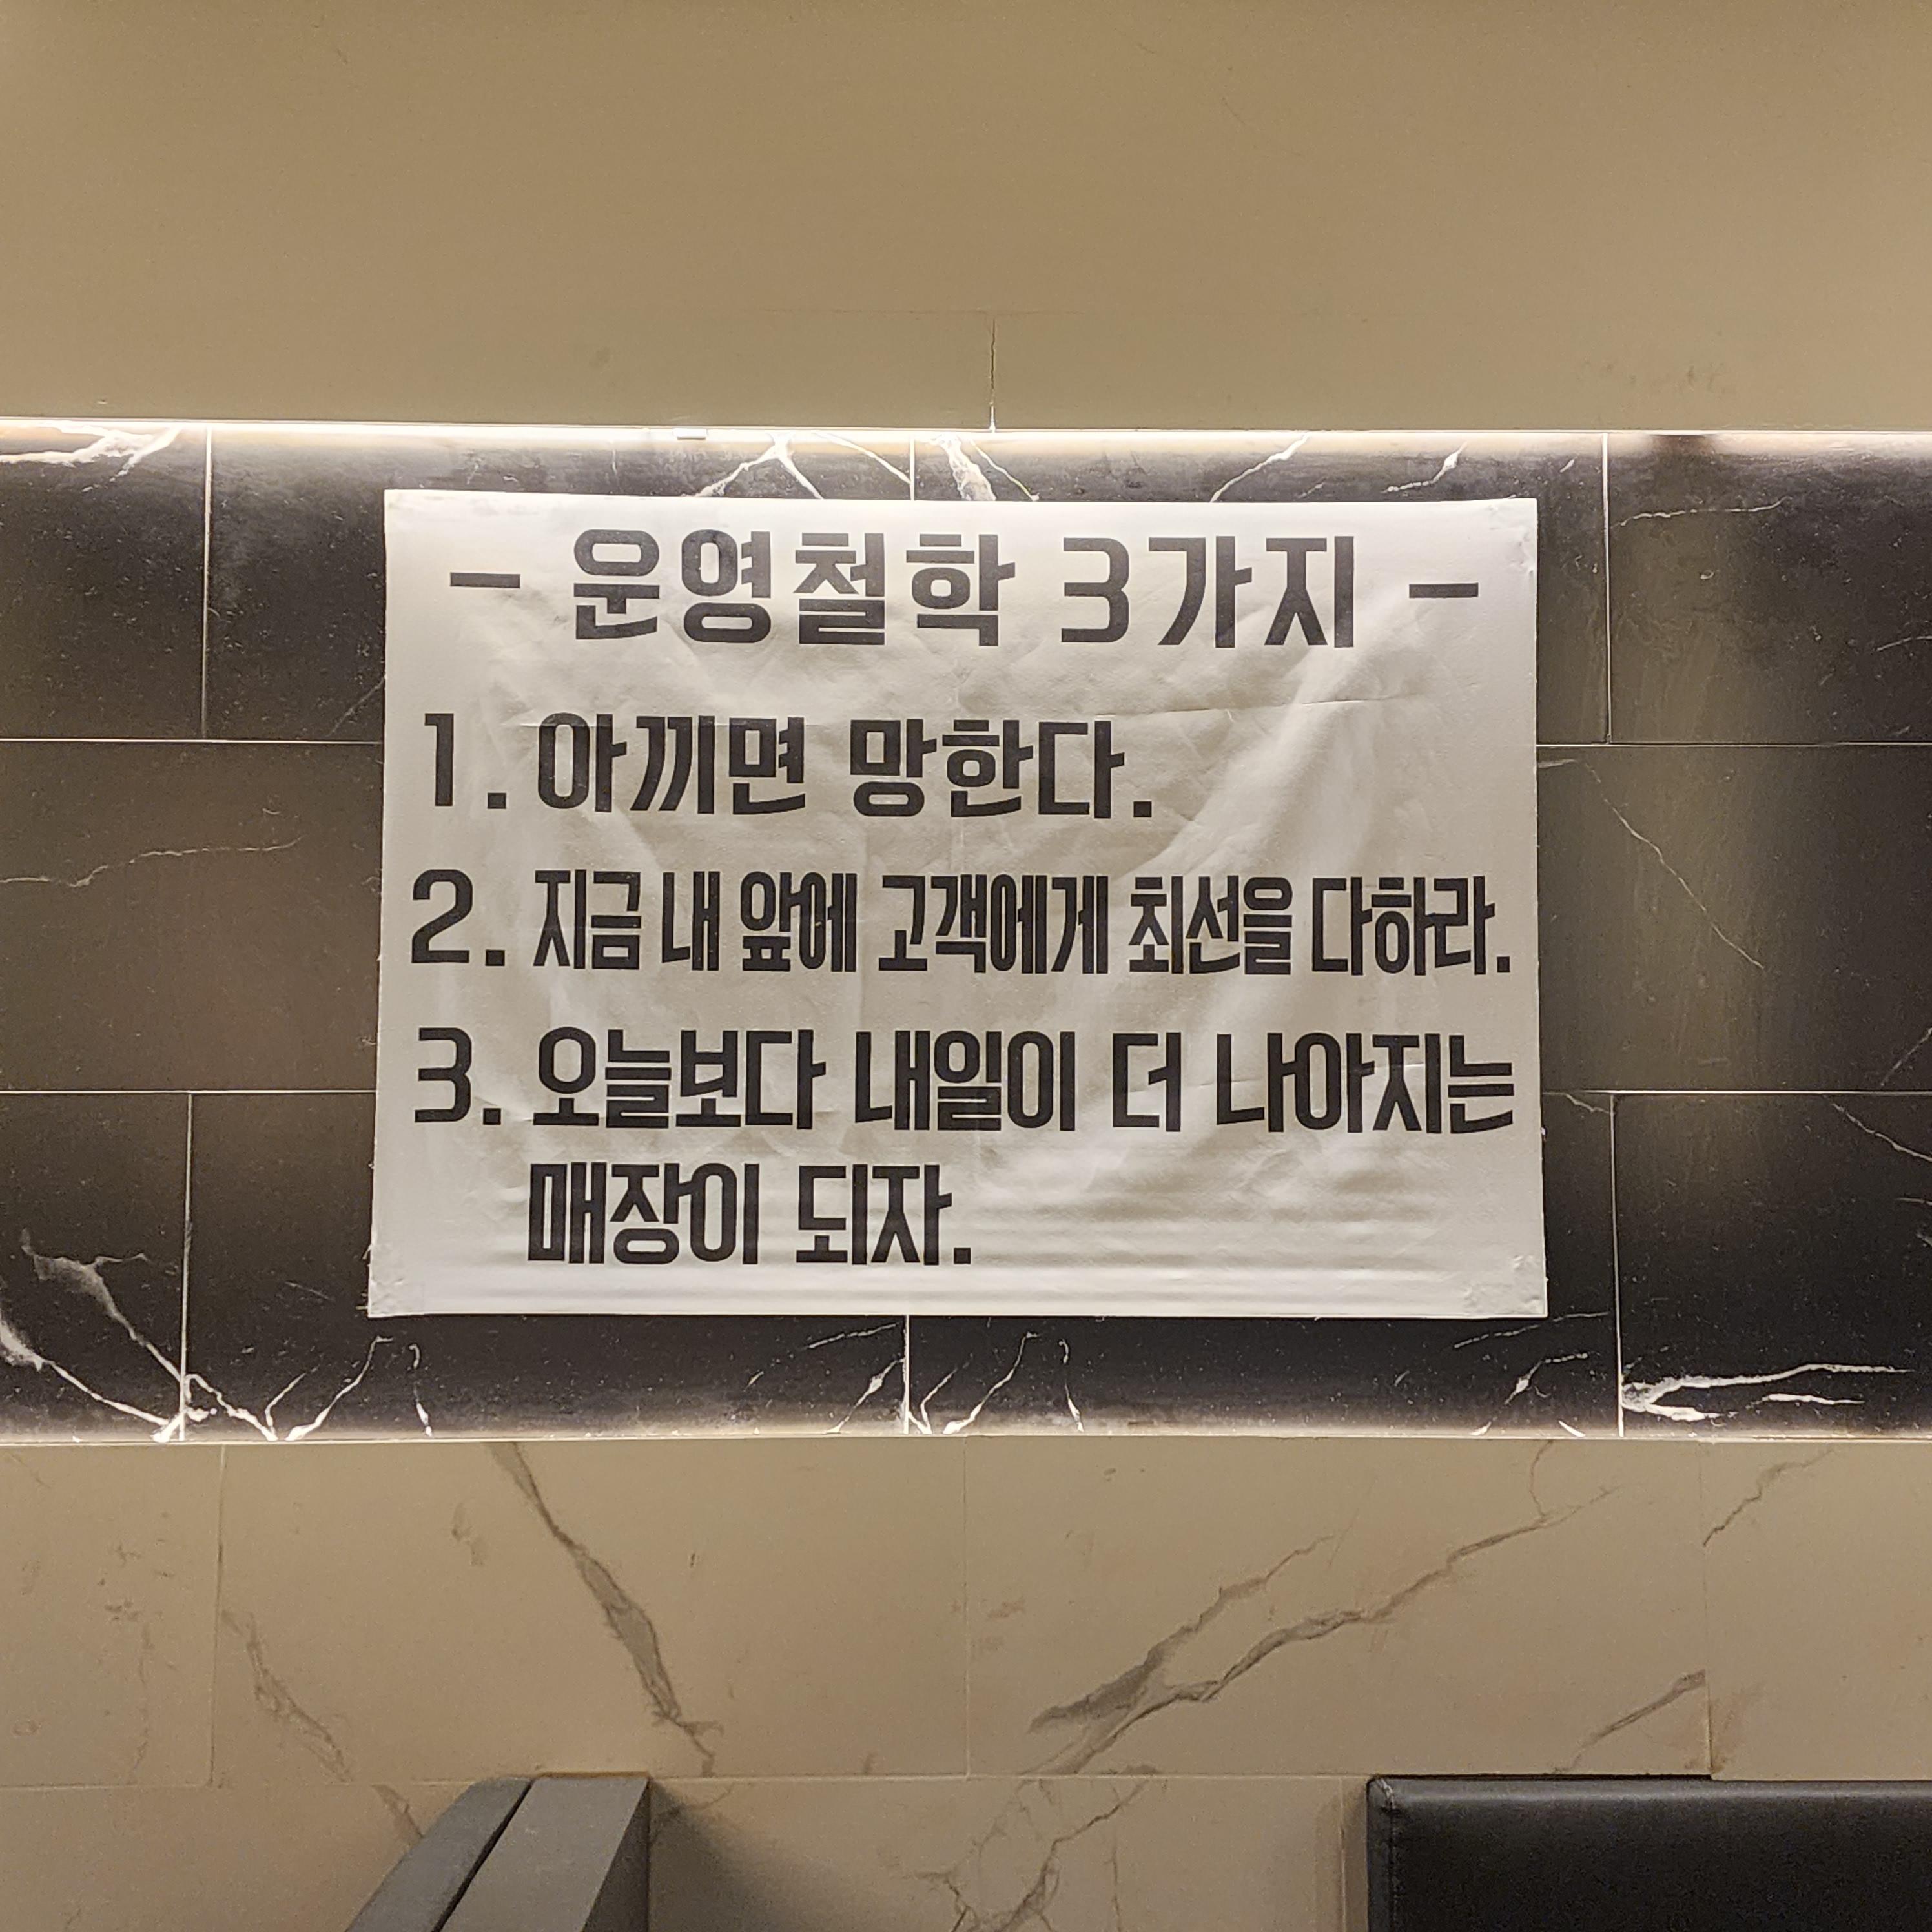 - 운영철학 3가지 -
1. 아끼면 망한다.
2. 지금 내 앞에 고객에게 최선을 다하라.
3. 오늘보다 내일이 더 나아지는
매장이 되자.